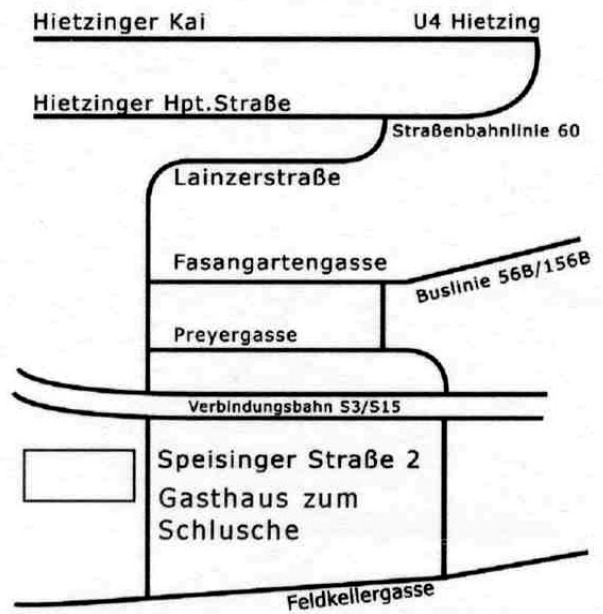 Hietzinger Kai
U4 Hietzing
Hietzinger Hpt.Straße
Straßenbahnlinie 60
Lainzerstraße
Fasangartengasse
Buslinie 56B/156B
Preyergasse
Verbindungsbahn S3/S15
Speisinger Straße 2
Gasthaus zum
Schlusche
Feldkellergasse